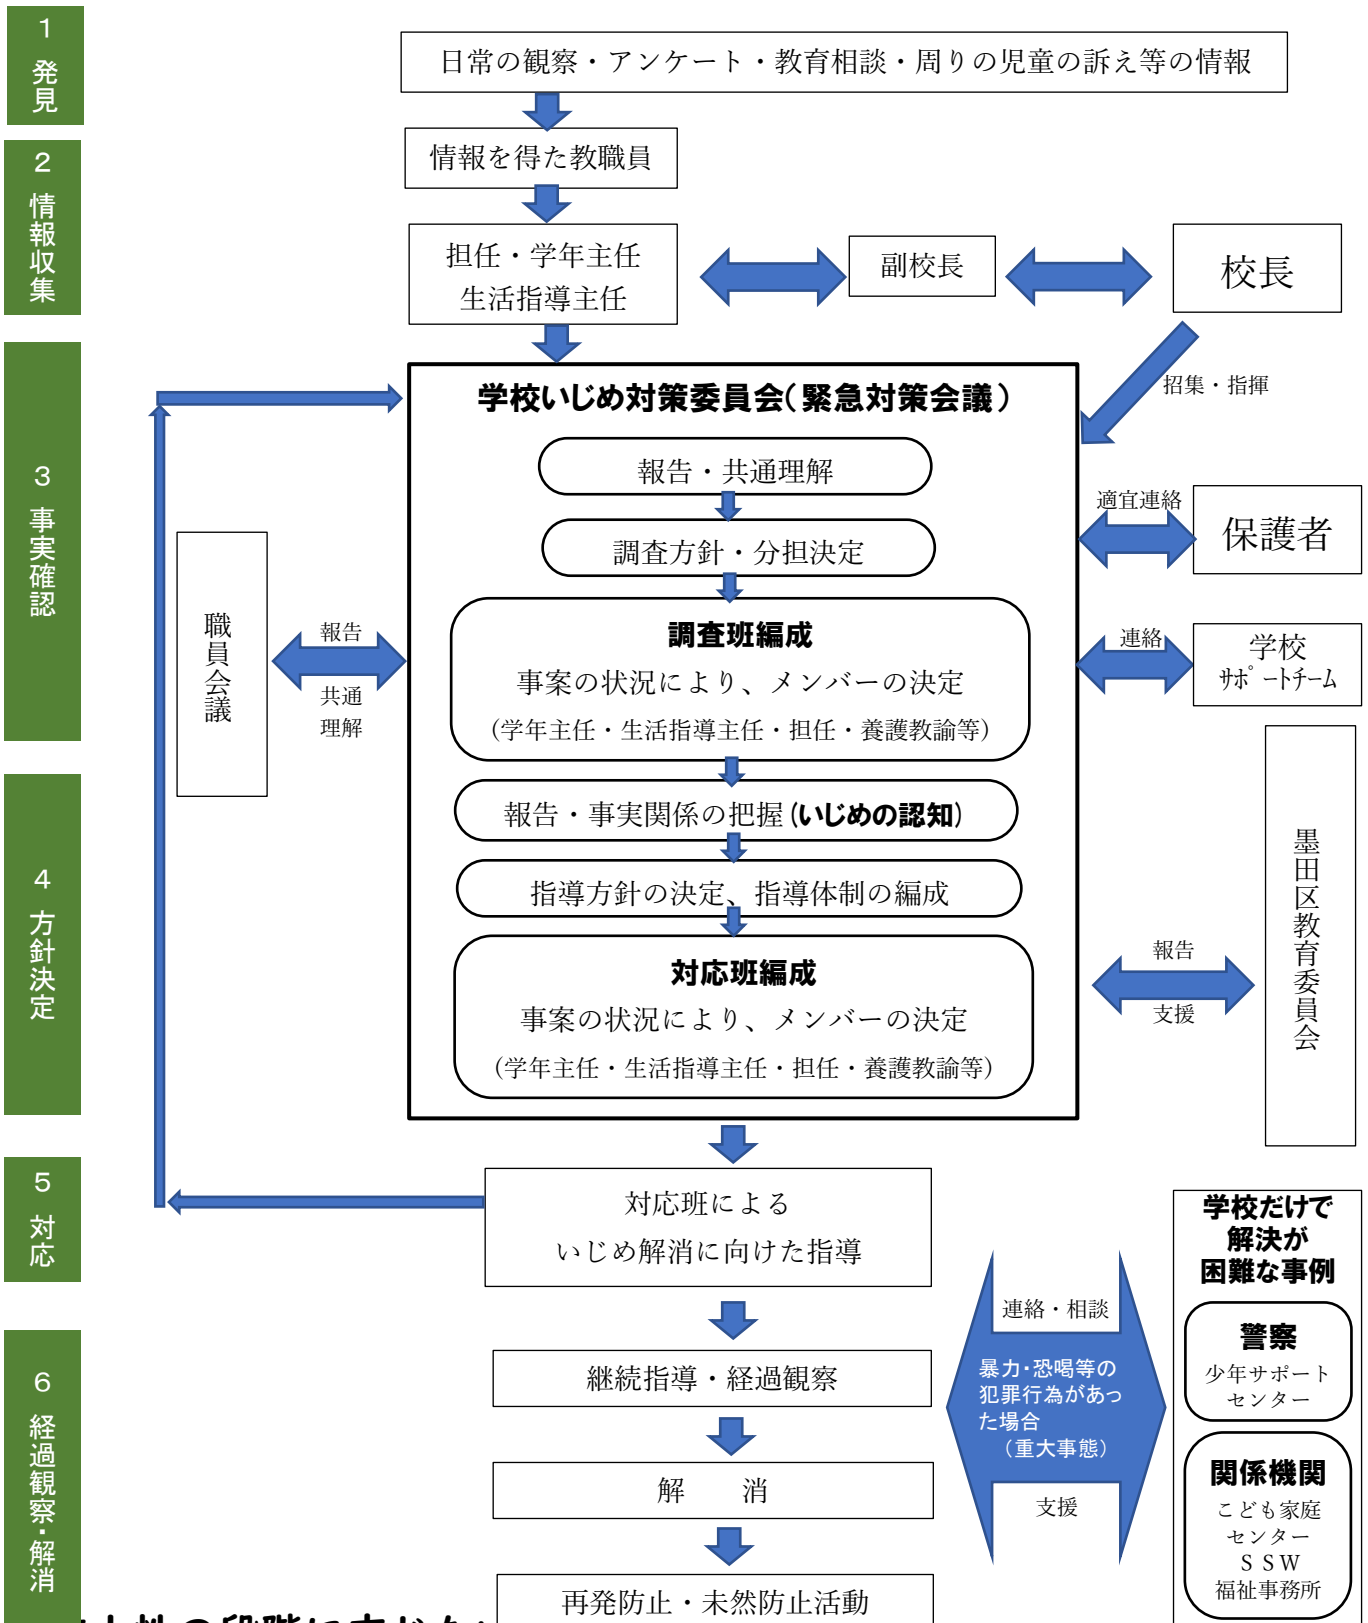 1
発見
日常の観察・アンケート・教育相談・周りの児童の訴え等の情報
2
情報収集
情報を得た教職員
担任・学年主任
生活指導主任
副校長
校長
招集・指揮
3
事実確認
学校いじめ対策委員会（緊急対策会議）
報告・共通理解
調査方針・分担決定
調査班編成
事案の状況により、メンバーの決定
（学年主任・生活指導主任・担任・養護教諭等）
職員会議
報告
共通
理解
適宜連絡
保護者
連絡
学校
ｻﾎﾟｰﾄﾁｰﾑ
4
方針決定
報告・事実関係の把握（いじめの認知）
指導方針の決定、指導体制の編成
対応班編成
事案の状況により、メンバーの決定
（学年主任・生活指導主任・担任・養護教諭等）
報告
支援
墨田区教育委員会
5
対応
対応班による
いじめ解消に向けた指導
6
経過観察・解消
継続指導・経過観察
解　消
再発防止・未然防止活動
連絡・相談
暴力・恐喝等の
犯罪行為があっ
た場合
（重大事態）
支援
学校だけで
解決が
困難な事例
警察
少年サポート
センター
関係機関
こども家庭
センター
ＳＳＷ
福祉事務所
の段階に応じた